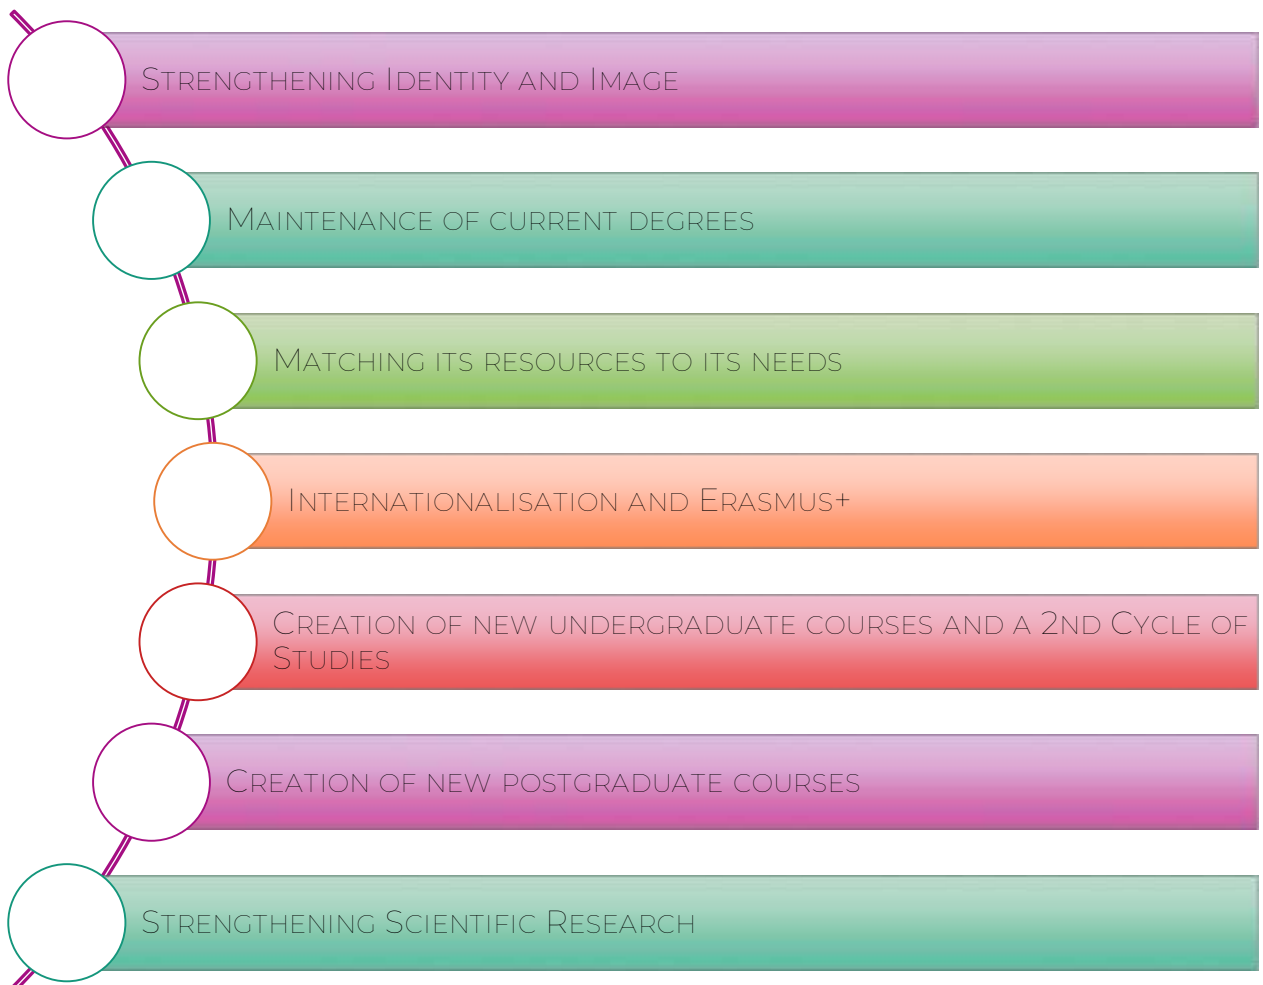 Strengthening Identity and Image
Maintenance of current degrees
Matching its resources to its needs
Internationalisation and Erasmus+
Creation of new undergraduate courses and a 2nd Cycle of
Studies
Creation of new postgraduate courses
Strengthening Scientific Research